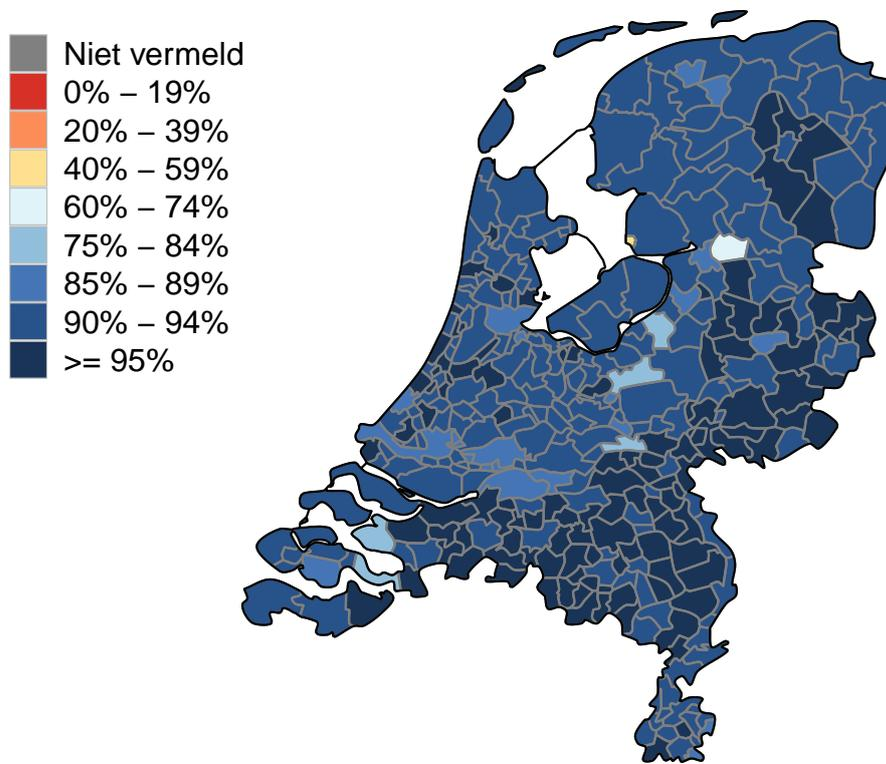 Niet vermeld
0% – 19%
20% – 39%
40% – 59%
60% – 74%
75% – 84%
85% – 89%
90% – 94%
>= 95%